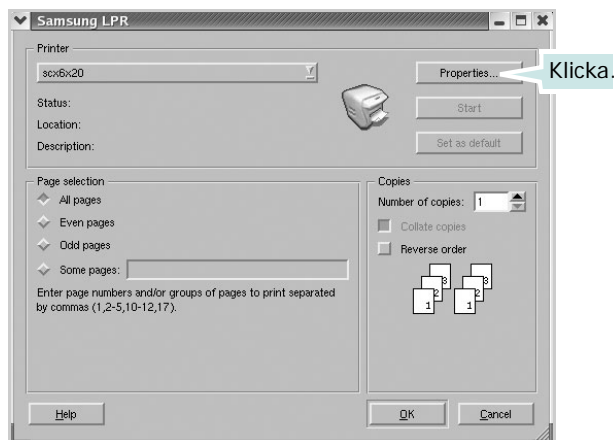 Samsung LPR
Printer
scx6x20
Properties...
Klicka.
Status:
Start
Location:
Description:
Set as default
Page selection
All pages
Even pages
Odd pages
Some pages:
Enter page numbers and/or groups of pages to print separated
by commas (1,2-5,10-12,17).
Copies
Number of copies: 1
Collate copies
Reverse order
3 3
2 2
1 1
Help
OK
Cancel